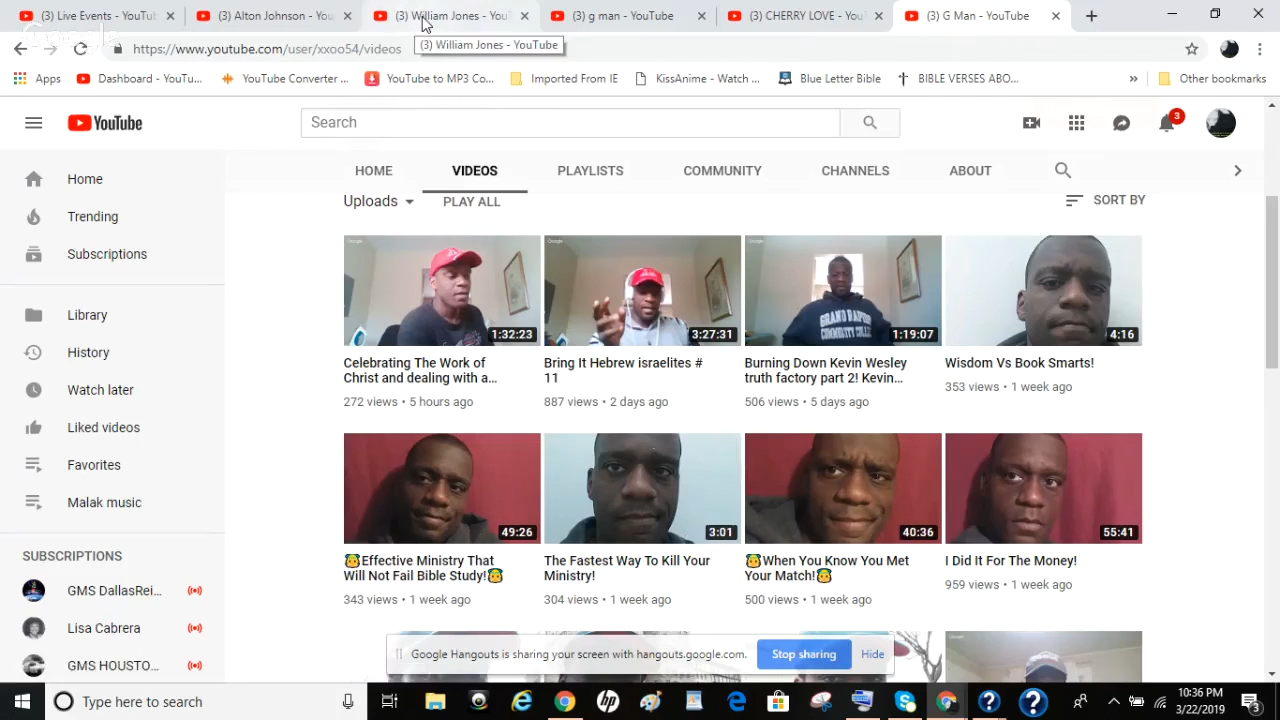 (3) Live Events - YouTu
(3) Alton Johnson - You
(3) William Jones - You
(3) g man - YouTube
(3) CHERRY LOVE - You
(3) G Man - YouTube
https://www.youtube.com/user/xxoo54/videos
(3) William Jones - YouTube
Apps
Dashboard - YouTu...
YouTube Converter ...
YouTube to MP3 Co...
Imported From IE
KissAnime - Watch ...
Blue Letter Bible
BIBLE VERSES ABO...
»
Other bookmarks
YouTube
Search
3
HOME
VIDEOS
PLAYLISTS
COMMUNITY
CHANNELS
ABOUT
Home
Trending
Subscriptions
Library
History
Watch later
Liked videos
Favorites
Malak music
SUBSCRIPTIONS
GMS DallasRei...
Lisa Cabrera
GMS HOUSTO...
Uploads
PLAY ALL
SORT BY
Google
1:32:23
Celebrating The Work of
Christ and dealing with a...
272 views • 5 hours ago
Google
3:27:31
Bring It Hebrew israelites #
11
887 views • 2 days ago
Google
GRAND RAPIDS
COMMUNITY COLLEGE
1:19:07
Burning Down Kevin Wesley
truth factory part 2! Kevin...
506 views • 5 days ago
4:16
Wisdom Vs Book Smarts!
353 views • 1 week ago
49:26
Effective Ministry That
Will Not Fail Bible Study!
343 views • 1 week ago
3:01
The Fastest Way To Kill Your
Ministry!
304 views • 1 week ago
40:36
When You Know You Met
Your Match!
500 views • 1 week ago
55:41
I Did It For The Money!
959 views • 1 week ago
Google Hangouts is sharing your screen with hangouts.google.com.
Stop sharing
Hide
Type here to search
10:36 PM
3/22/2019
3